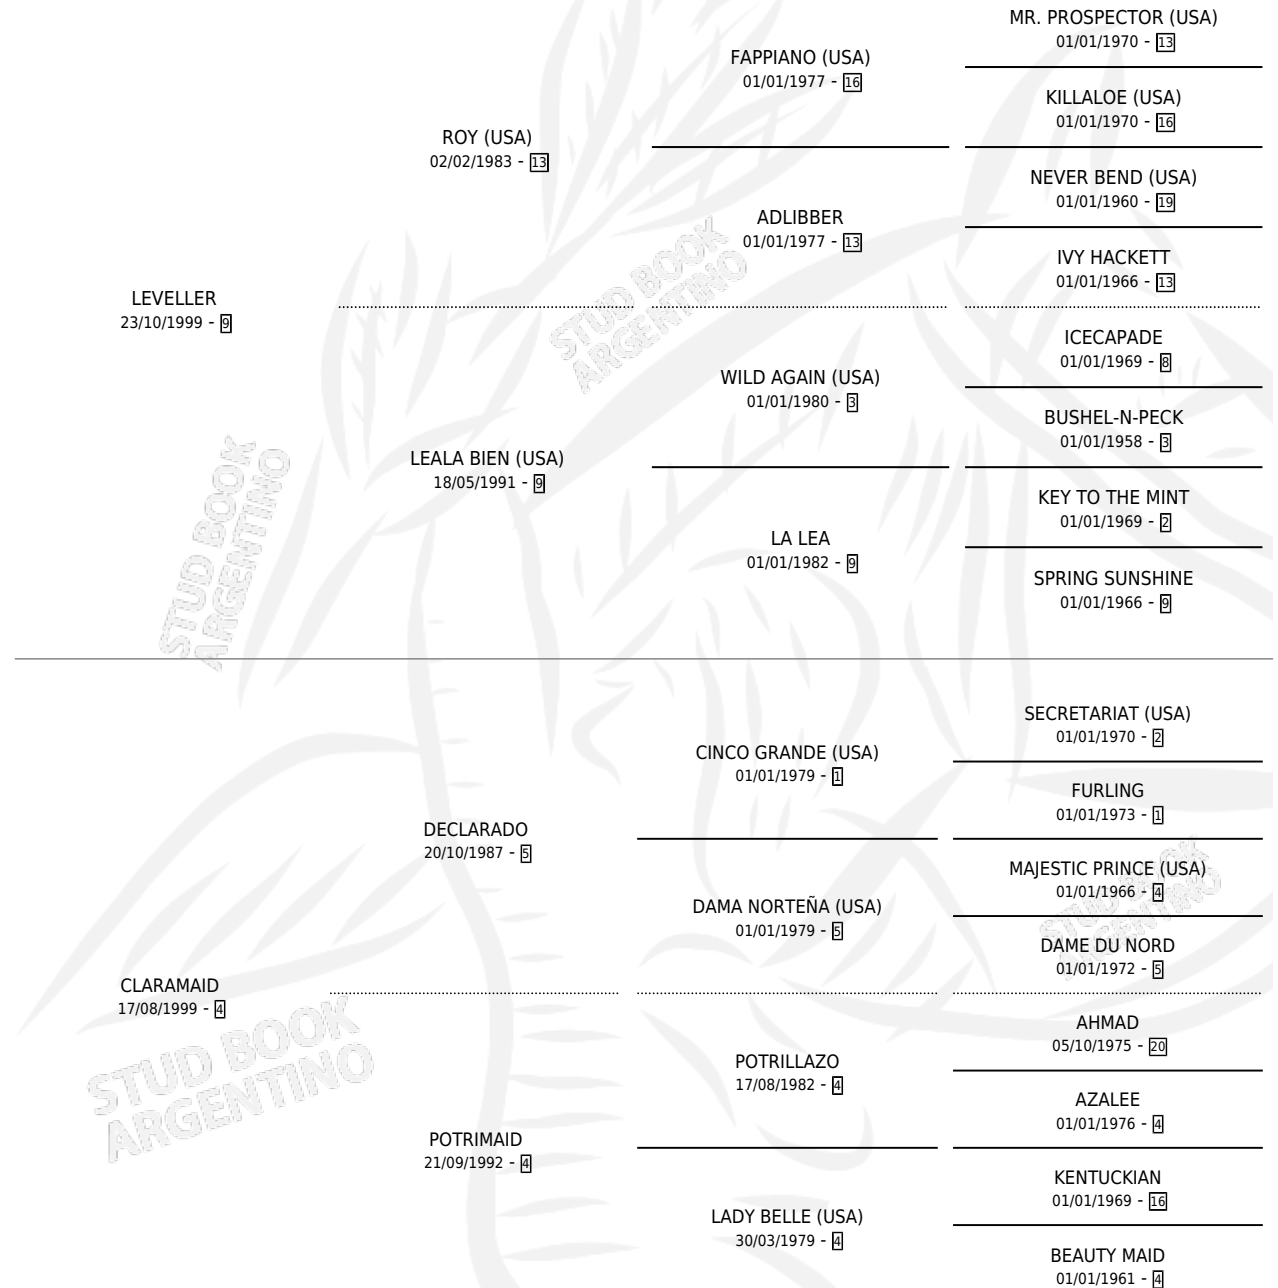 MR. PROSPECTOR (USA)
01/01/1970 - 13
FAPPIANO (USA)
01/01/1977 - 16
KILLALOE (USA)
01/01/1970 - 16
ROY (USA)
02/02/1983 - 13
NEVER BEND (USA)
01/01/1960 - 19
ADLIBBER
01/01/1977 - 13
IVY HACKETT
01/01/1966 - 13
LEVELLER
23/10/1999 - 9
ICECAPADE
01/01/1969 - 8
WILD AGAIN (USA)
01/01/1980 - 3
BUSHEL-N-PECK
01/01/1958 - 3
LEALA BIEN (USA)
18/05/1991 - 9
KEY TO THE MINT
01/01/1969 - 2
LA LEA
01/01/1982 - 9
SPRING SUNSHINE
01/01/1966 - 9
SECRETARIAT (USA)
01/01/1970 - 2
CINCO GRANDE (USA)
01/01/1979 - 1
FURLING
01/01/1973 - 1
DECLARADO
20/10/1987 - 5
MAJESTIC PRINCE (USA)
01/01/1966 - 4
DAMA NORTEÑA (USA)
01/01/1979 - 5
DAME DU NORD
01/01/1972 - 5
CLARAMAID
17/08/1999 - 4
AHMAD
05/10/1975 - 20
POTRILLAZO
17/08/1982 - 4
AZALEE
01/01/1976 - 4
POTRIMAID
21/09/1992 - 4
KENTUCKIAN
01/01/1969 - 16
LADY BELLE (USA)
30/03/1979 - 4
BEAUTY MAID
01/01/1961 - 4
STUD BOOK
ARGENTINO
STUD BOOK
ARGENTINO
STUD BOOK
ARGENTINO
STUD BOOK
ARGENTINO